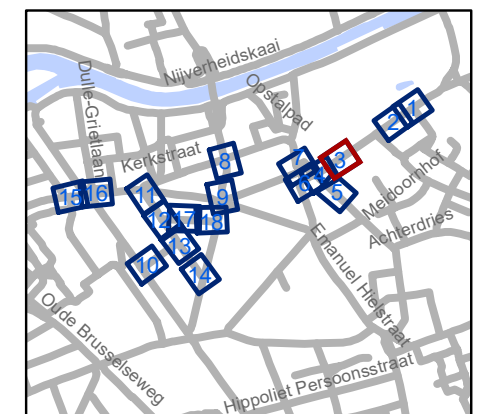 Nijverheidskaai
Dulle-Grietlaan
Opstalpad
Kerkstraat
Meidoornhof
Achterdries
Emanuel Hielstraat
Oude Brusselseweg
Hippoliet Persoonsstraat
1
2
3
4
5
6
7
8
9
10
11
12
13
14
15
16
17
18